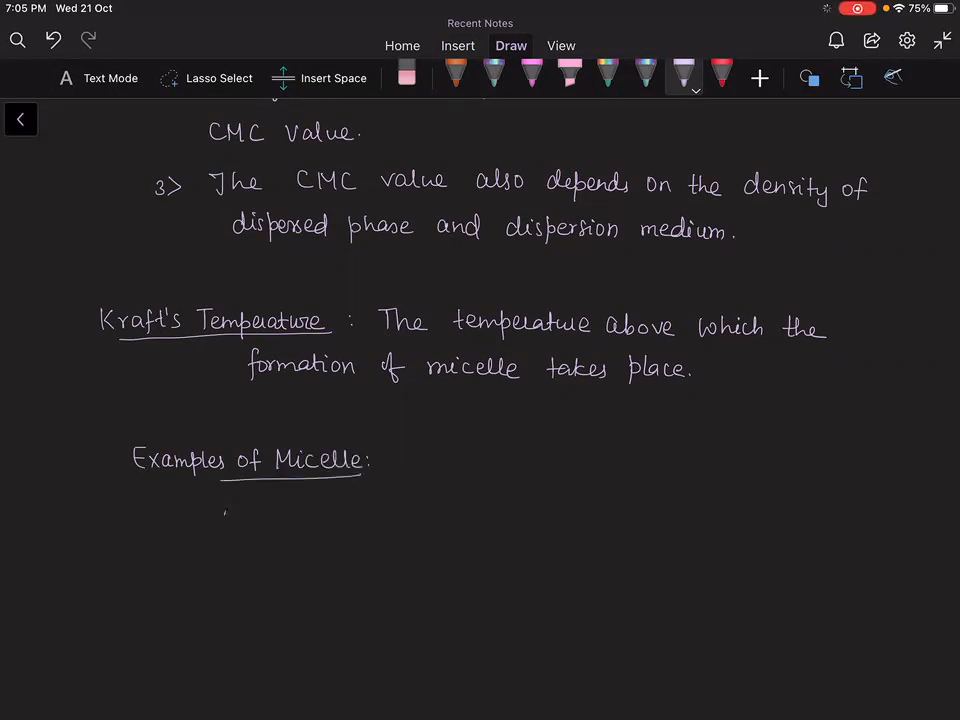 7:05 PM Wed 21 Oct
75%
Recent Notes
Home Insert Draw View
A Text Mode Lasso Select Insert Space
CMC value.
3> The CMC value also depends on the density of
dispersed phase and dispersion medium.
Kraft's Temperature : The temperature above which the
formation of micelle takes place.
Examples of Micelle: